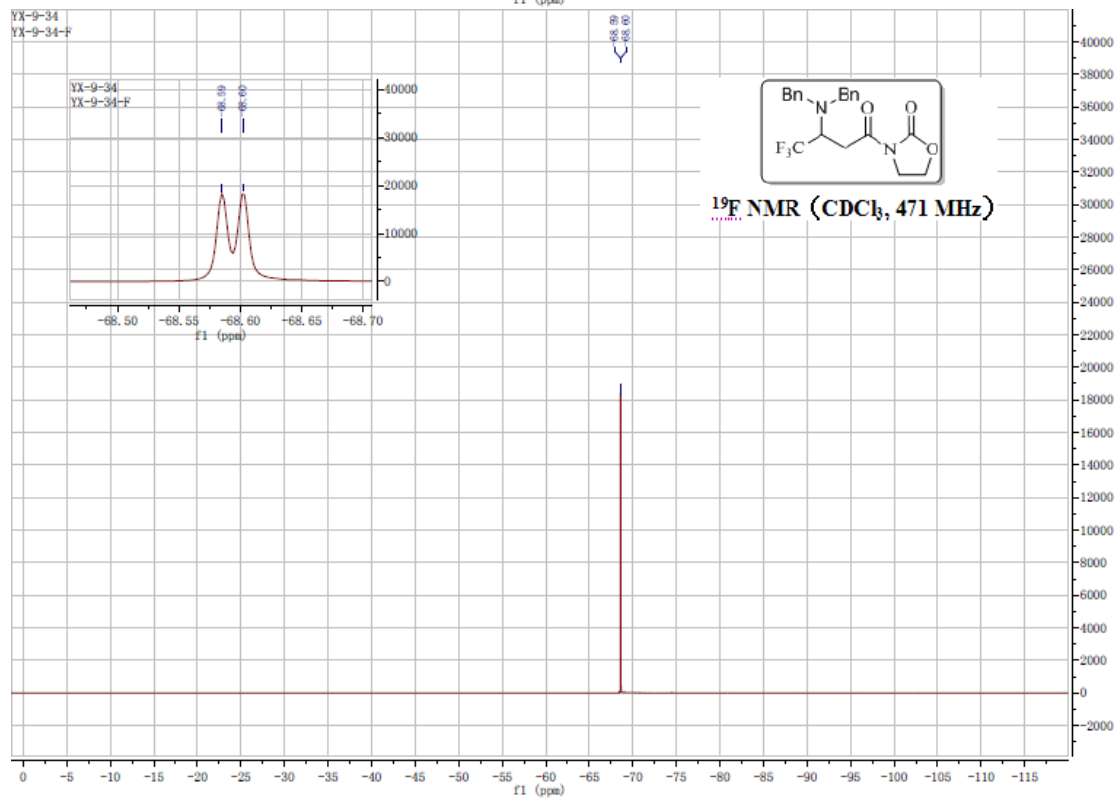 f1 (ppm)
YX-9-34
YX-9-34-F
-68.59
-68.60
YX-9-34
YX-9-34-F
-68.59
-68.60
40000
30000
20000
10000
0
-68.50 -68.55 -68.60 -68.65 -68.70
f1 (ppm)
Bn Bn
N O O
F₃C N O
¹⁹F NMR (CDCl₃, 471 MHz)
40000
38000
36000
34000
32000
30000
28000
26000
24000
22000
20000
18000
16000
14000
12000
10000
8000
6000
4000
2000
0
-2000
0 -5 -10 -15 -20 -25 -30 -35 -40 -45 -50 -55 -60 -65 -70 -75 -80 -85 -90 -95 -100 -105 -110 -115
f1 (ppm)